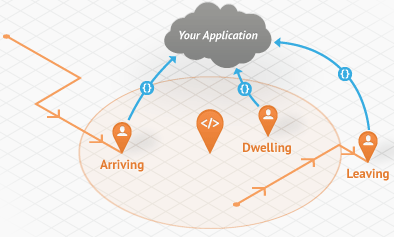 Your Application
{}
{}
{}
</>
Arriving
Dwelling
Leaving